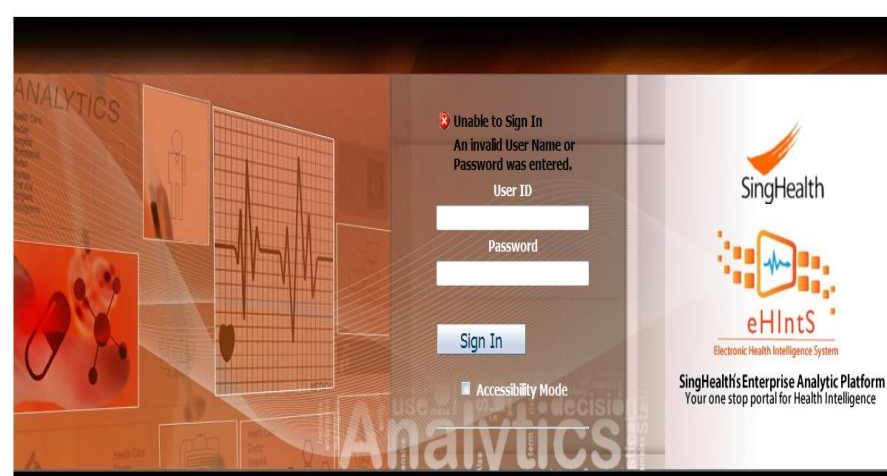 ANALYTICS
Unable to Sign In
An invalid User Name or
Password was entered.
User ID
Password
Sign In
Accessibility Mode
Analytics
SingHealth
eHIntS
Electronic Health Intelligence System
SingHealth's Enterprise Analytic Platform
Your one stop portal for Health Intelligence